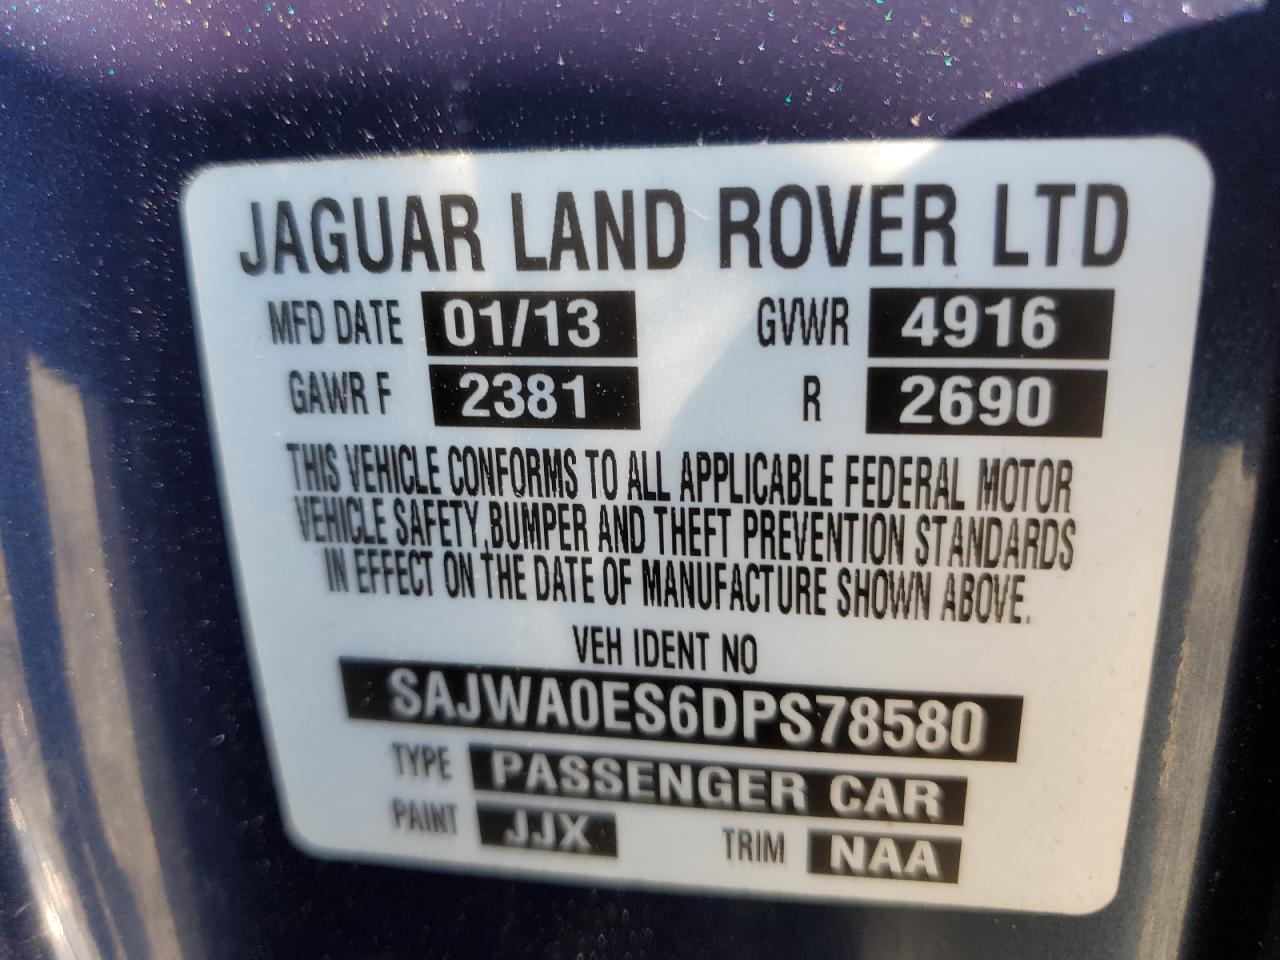 JAGUAR LAND ROVER LTD
MFD DATE 01/13 GVWR 4916
GAWR F 2381 R 2690
THIS VEHICLE CONFORMS TO ALL APPLICABLE FEDERAL MOTOR
VEHICLE SAFETY,BUMPER AND THEFT PREVENTION STANDARDS
IN EFFECT ON THE DATE OF MANUFACTURE SHOWN ABOVE.
VEH IDENT NO
SAJWA0ES6DPS78580
TYPE PASSENGER CAR
PAINT JJX TRIM NAA